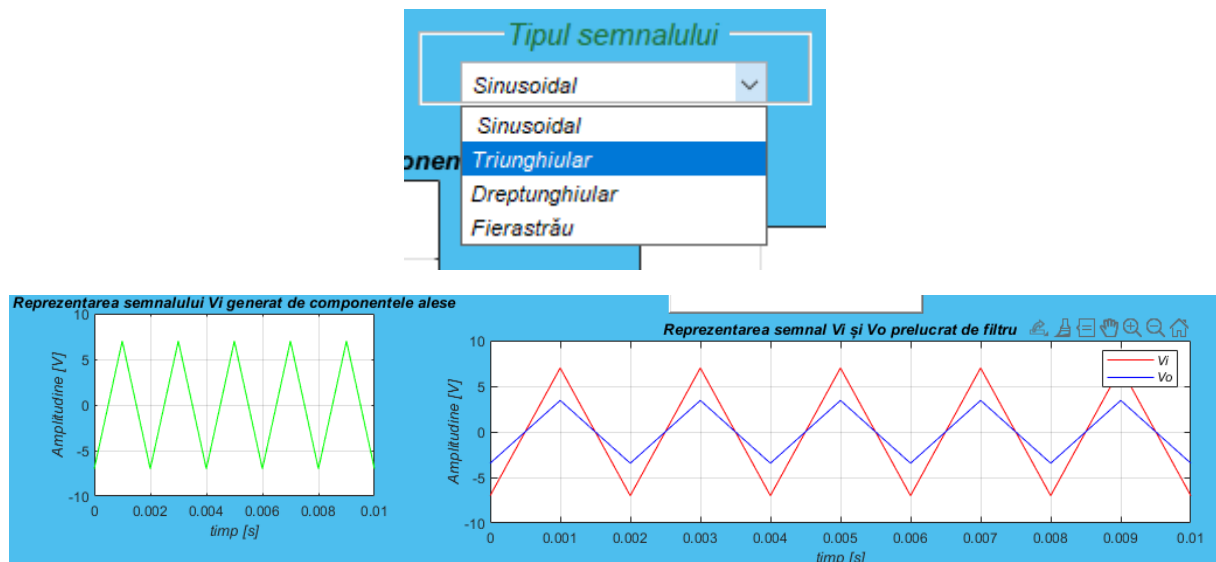 Tipul semnalului
Sinusoidal
Sinusoidal
onen Triunghiular
Dreptunghiular
Fierastrău
Reprezentarea semnalului Vi generat de componentele alese
10
5
0
-5
-10
Amplitudine [V]
0 0.002 0.004 0.006 0.008 0.01
timp [s]
Reprezentarea semnal Vi și Vo prelucrat de filtru
10
5
0
-5
-10
Amplitudine [V]
Vi
Vo
0 0.001 0.002 0.003 0.004 0.005 0.006 0.007 0.008 0.009 0.01
timp [s]